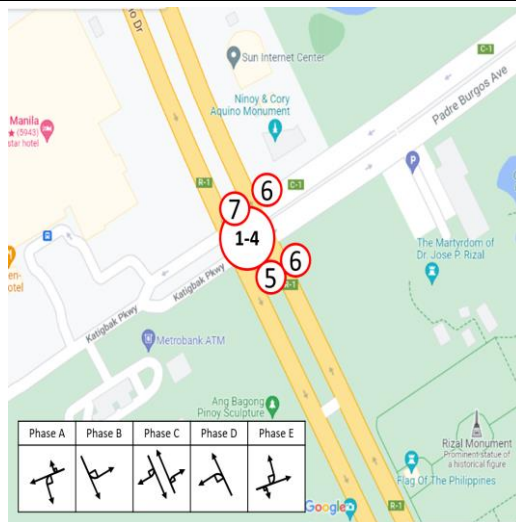 o Dr
Sun Internet Center
C-1
Manila
★ (5943)
star hotel
Ninoy & Cory
Aquino Monument
Padre Burgos Ave
R-1
C-1
6
P
7
1-4
6
5
The Martyrdom of
Dr. Jose P. Rizal
en-
otel
Katigbak Pkwy
Katigbak Pkwy
Metrobank ATM
Ang Bagong
Pinoy Sculpture
Rizal Monument
Prominent statue of
a historical figure
Flag Of The Philippines
Google
R-1
Phase A Phase B Phase C Phase D Phase E